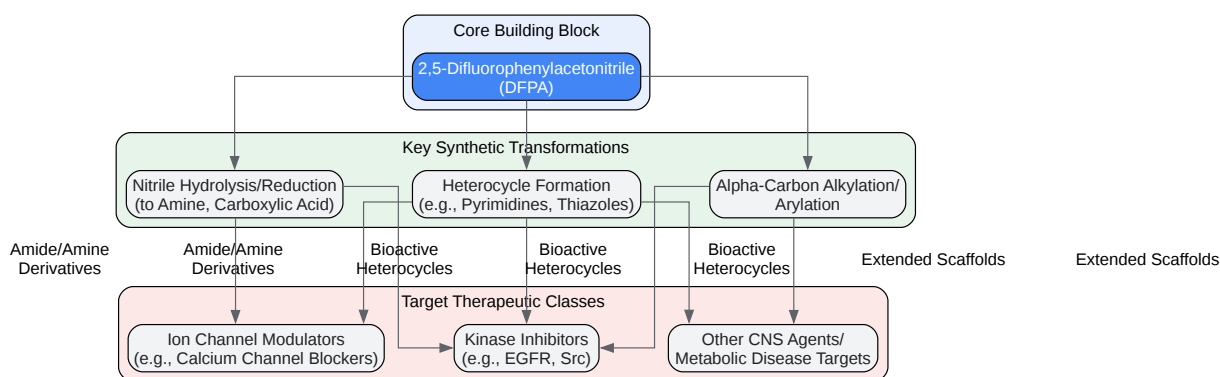 Core Building Block
2,5-Difluorophenylacetonitrile
(DFPA)
Key Synthetic Transformations
Nitrile Hydrolysis/Reduction
(to Amine, Carboxylic Acid)
Heterocycle Formation
(e.g., Pyrimidines, Thiazoles)
Alpha-Carbon Alkylation/
Arylation
Amide/Amine
Derivatives
Amide/Amine
Derivatives
Bioactive
Heterocycles
Bioactive
Heterocycles
Bioactive
Heterocycles
Extended Scaffolds
Extended Scaffolds
Target Therapeutic Classes
Ion Channel Modulators
(e.g., Calcium Channel Blockers)
Kinase Inhibitors
(e.g., EGFR, Src)
Other CNS Agents/
Metabolic Disease Targets